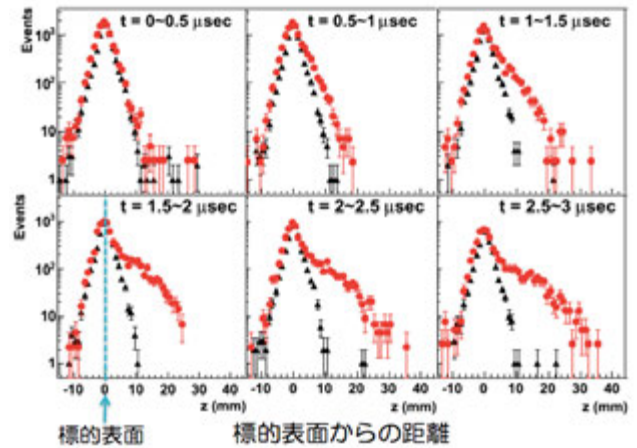 t = 0~0.5 μsec
t = 0.5~1 μsec
t = 1~1.5 μsec
Events
10³
10²
10
1
t = 1.5~2 μsec
t = 2~2.5 μsec
t = 2.5~3 μsec
Events
10³
10²
10
1
-10 0 10 20 30 40
-10 0 10 20 30 40
-10 0 10 20 30 40
z (mm)
z (mm)
z (mm)
標的表面
標的表面からの距離